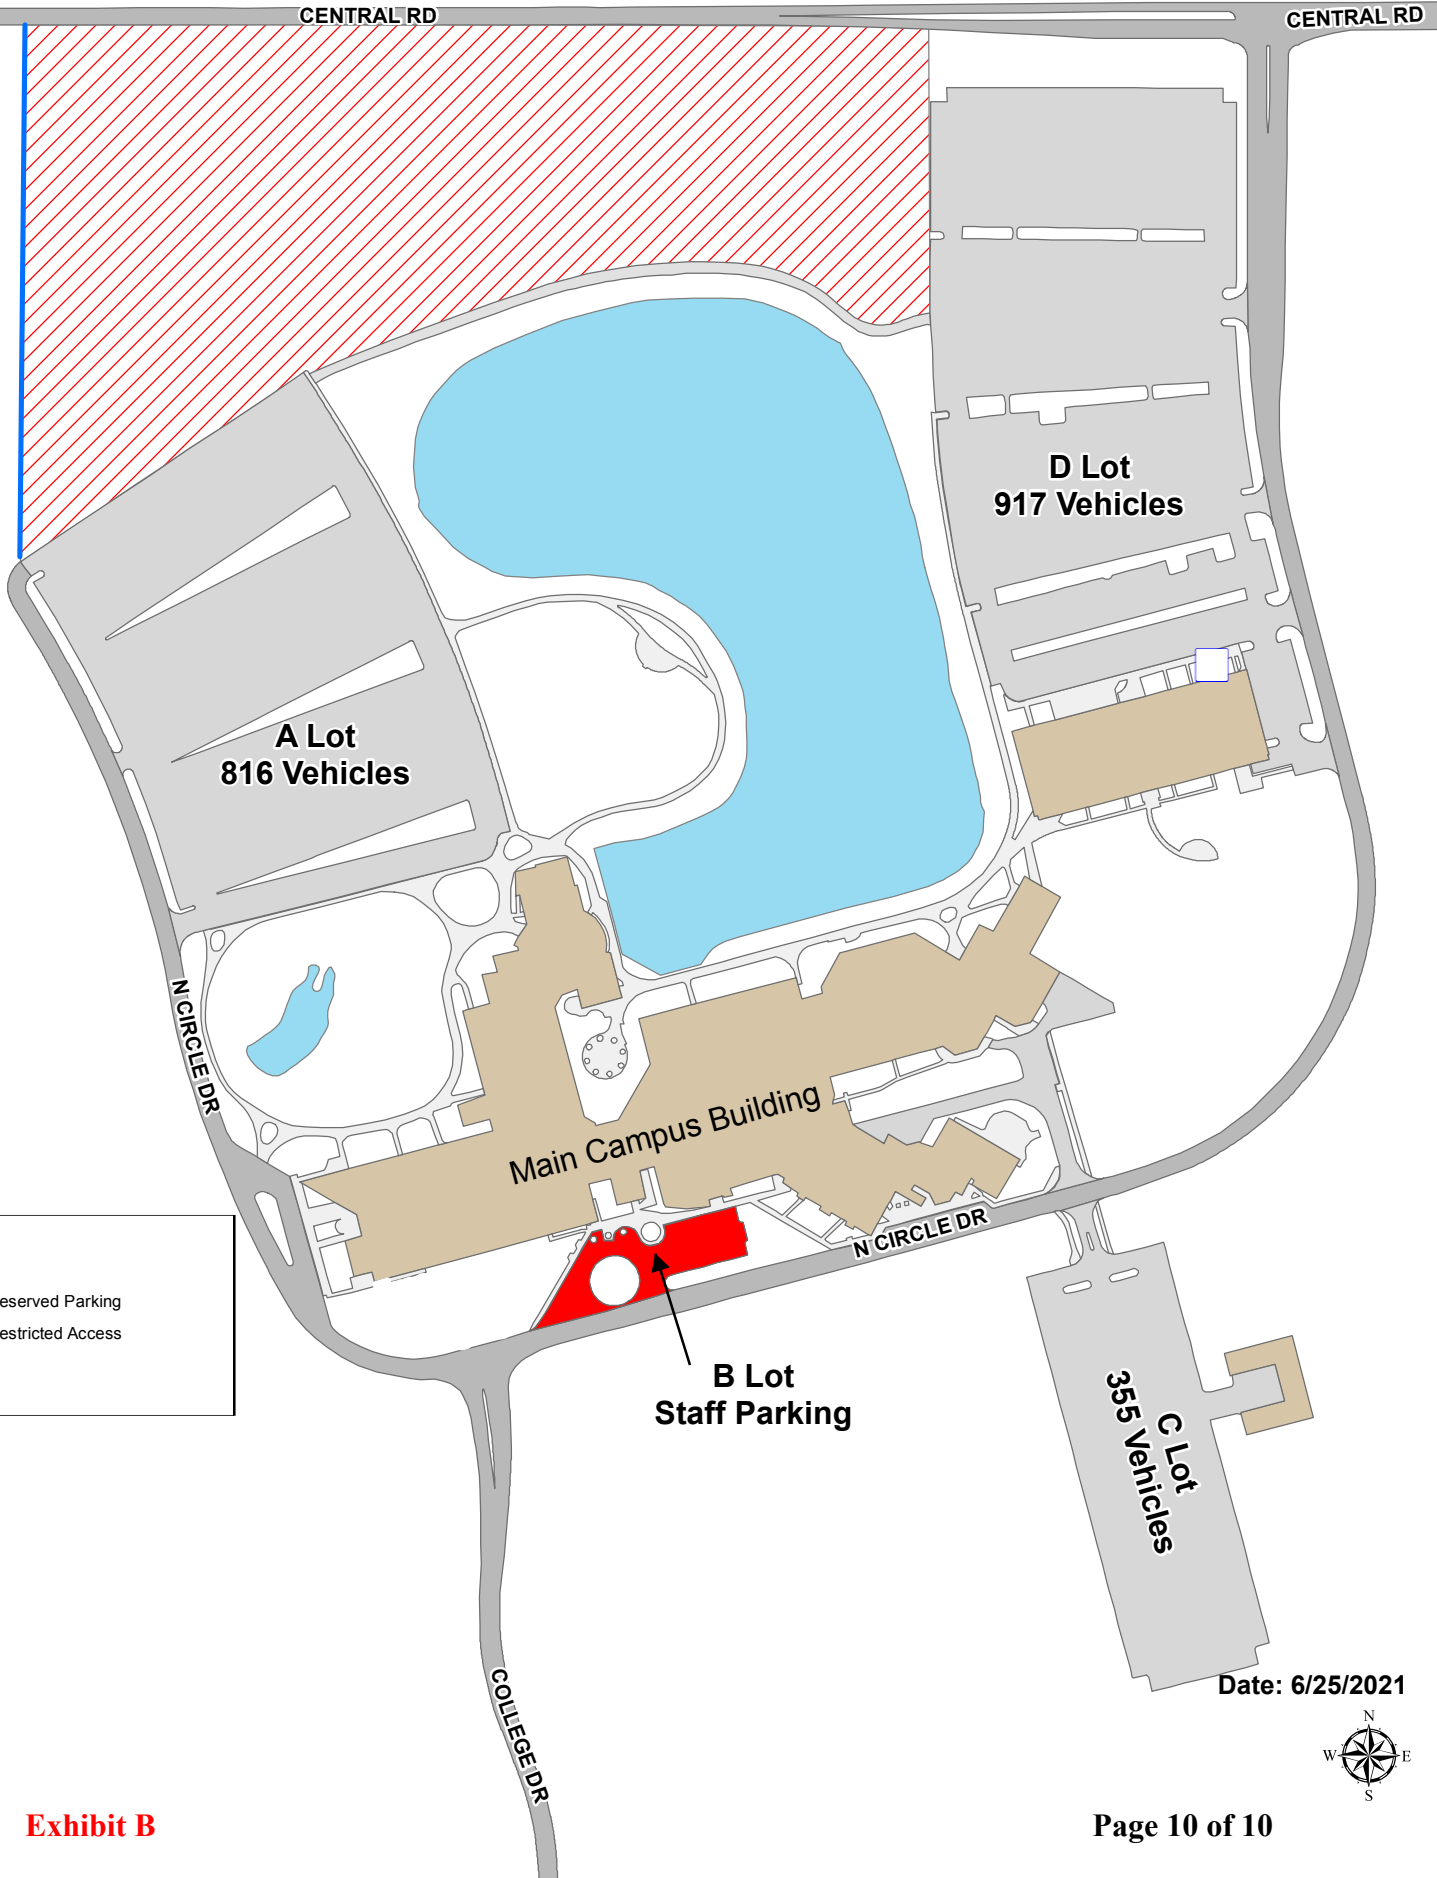 CENTRAL RD
CENTRAL RD
D Lot
917 Vehicles
A Lot
816 Vehicles
N CIRCLE DR
Main Campus Building
N CIRCLE DR
eserved Parking
estricted Access
B Lot
Staff Parking
C Lot
355 Vehicles
COLLEGE DR
Date: 6/25/2021
N
W E
S
Exhibit B
Page 10 of 10